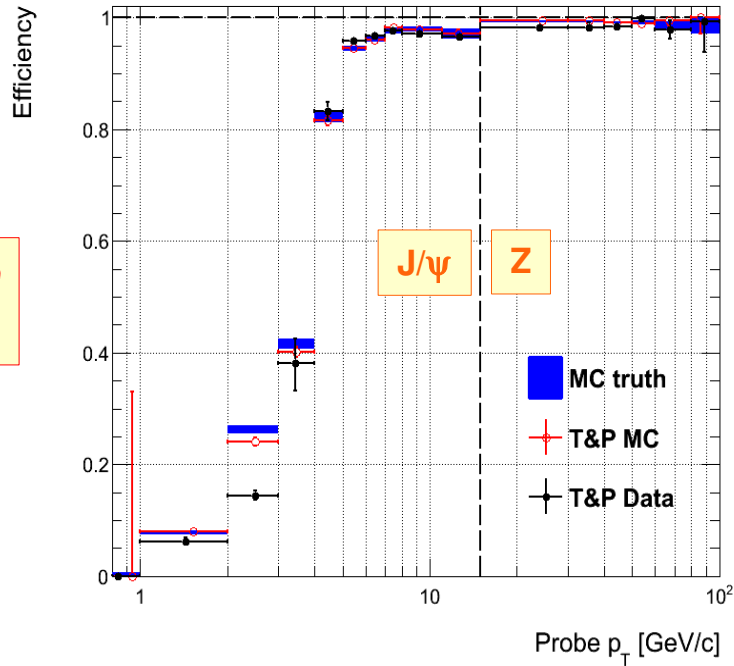 Efficiency
1
0.8
0.6
0.4
0.2
0
J/ψ
Z
MC truth
T&P MC
T&P Data
1
10
10²
Probe p_T [GeV/c]